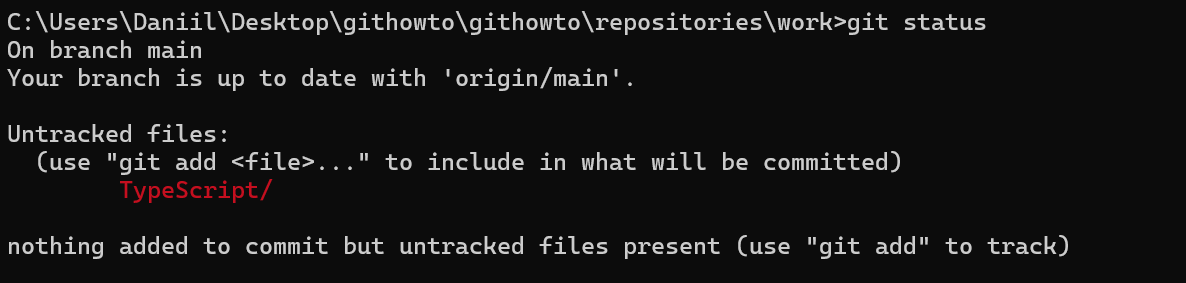 C:\Users\Daniil\Desktop\githowto\githowto\repositories\work>git status
On branch main
Your branch is up to date with 'origin/main'.
Untracked files:
(use "git add <file>..." to include in what will be committed)
TypeScript/
nothing added to commit but untracked files present (use "git add" to track)